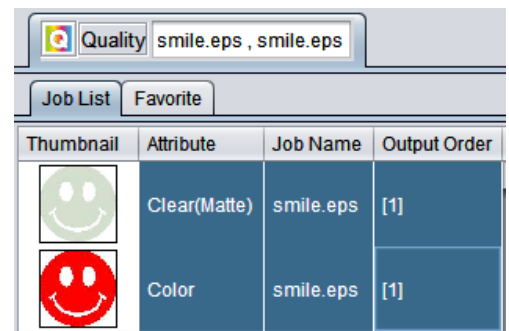 Quality smile.eps , smile.eps
Job List Favorite
Thumbnail Attribute Job Name Output Order
Clear(Matte) smile.eps [1]
Color smile.eps [1]